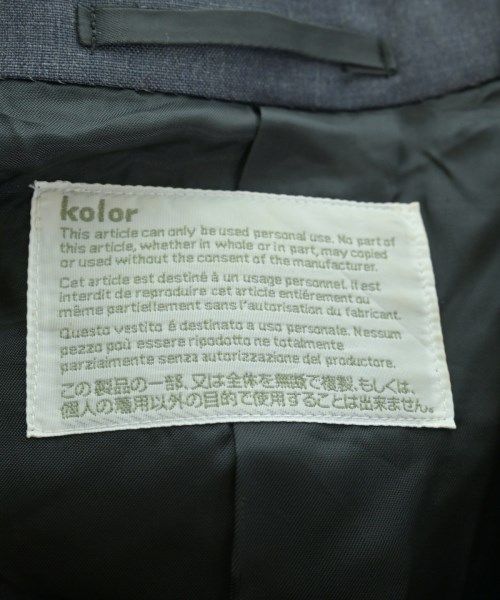 kolor
This article can only be used personal use. No part of
this article, whether in whole or in part, may copied
or used without the consent of the manufacturer.
Cet article est destiné à un usage personnel. Il est
interdit de reproduire cet article entiérement ou
même partiellement sans l'autorisation du fabricant.
Questo vestito é destinato a uso personale. Nessum
pezzo può essere ripodotto ne totalmente
parzialmente senza autorizzazione del productore.
この製品の一部、又は全体を無断で複製、もしくは、
個人の着用以外の目的で使用することは出来ません。